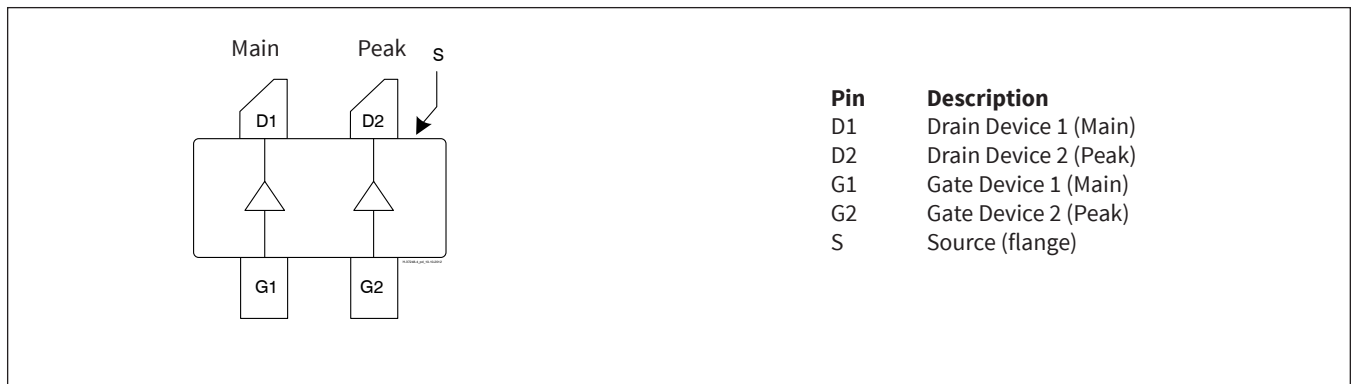 Main Peak S
D1 D2
G1 G2
Pin Description
D1 Drain Device 1 (Main)
D2 Drain Device 2 (Peak)
G1 Gate Device 1 (Main)
G2 Gate Device 2 (Peak)
S Source (flange)